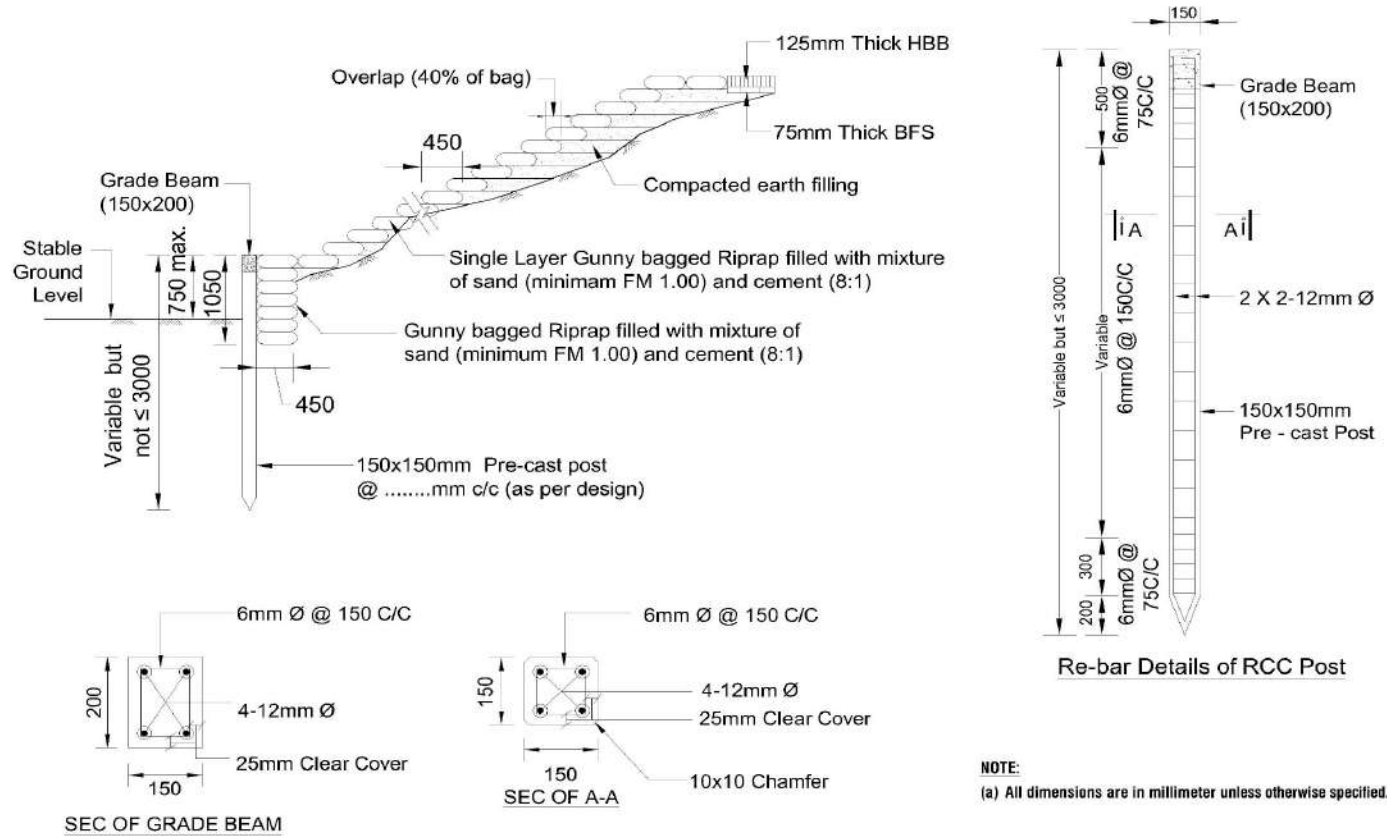 125mm Thick HBB
Overlap (40% of bag)
75mm Thick BFS
450
Compacted earth filling
Grade Beam
(150x200)
Stable
Ground
Level
750 max.
1050
Variable but
not ≤ 3000
Single Layer Gunny bagged Riprap filled with mixture
of sand (minimam FM 1.00) and cement (8:1)
Gunny bagged Riprap filled with mixture of
sand (minimum FM 1.00) and cement (8:1)
450
150x150mm Pre-cast post
@ ........mm c/c (as per design)
6mm Ø @ 150 C/C
200
4-12mm Ø
25mm Clear Cover
150
SEC OF GRADE BEAM
6mm Ø @ 150 C/C
150
4-12mm Ø
25mm Clear Cover
10x10 Chamfer
150
SEC OF A-A
150
500
6mmØ @
75C/C
Grade Beam
(150x200)
A
A
Variable but ≤ 3000
Variable
6mmØ @ 150C/C
2 X 2-12mm Ø
150x150mm
Pre - cast Post
300
200
6mmØ @
75C/C
Re-bar Details of RCC Post
NOTE:
(a) All dimensions are in millimeter unless otherwise specified.